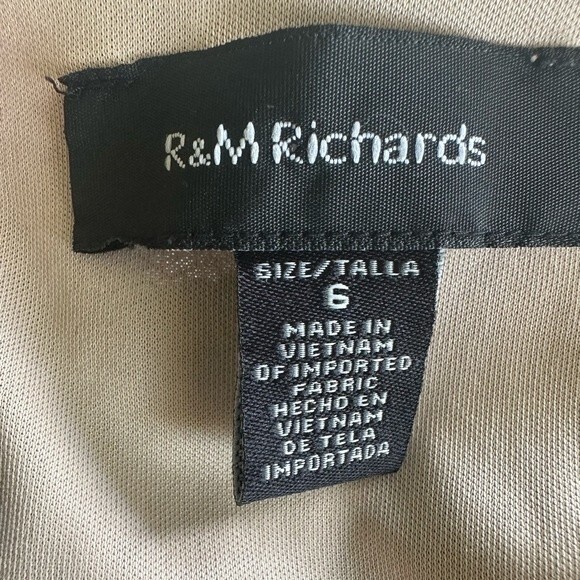 R&M Richards
SIZE/TALLA
6
MADE IN
VIETNAM
OF IMPORTED
FABRIC
HECHO EN
VIETNAM
DE TELA
IMPORTADA